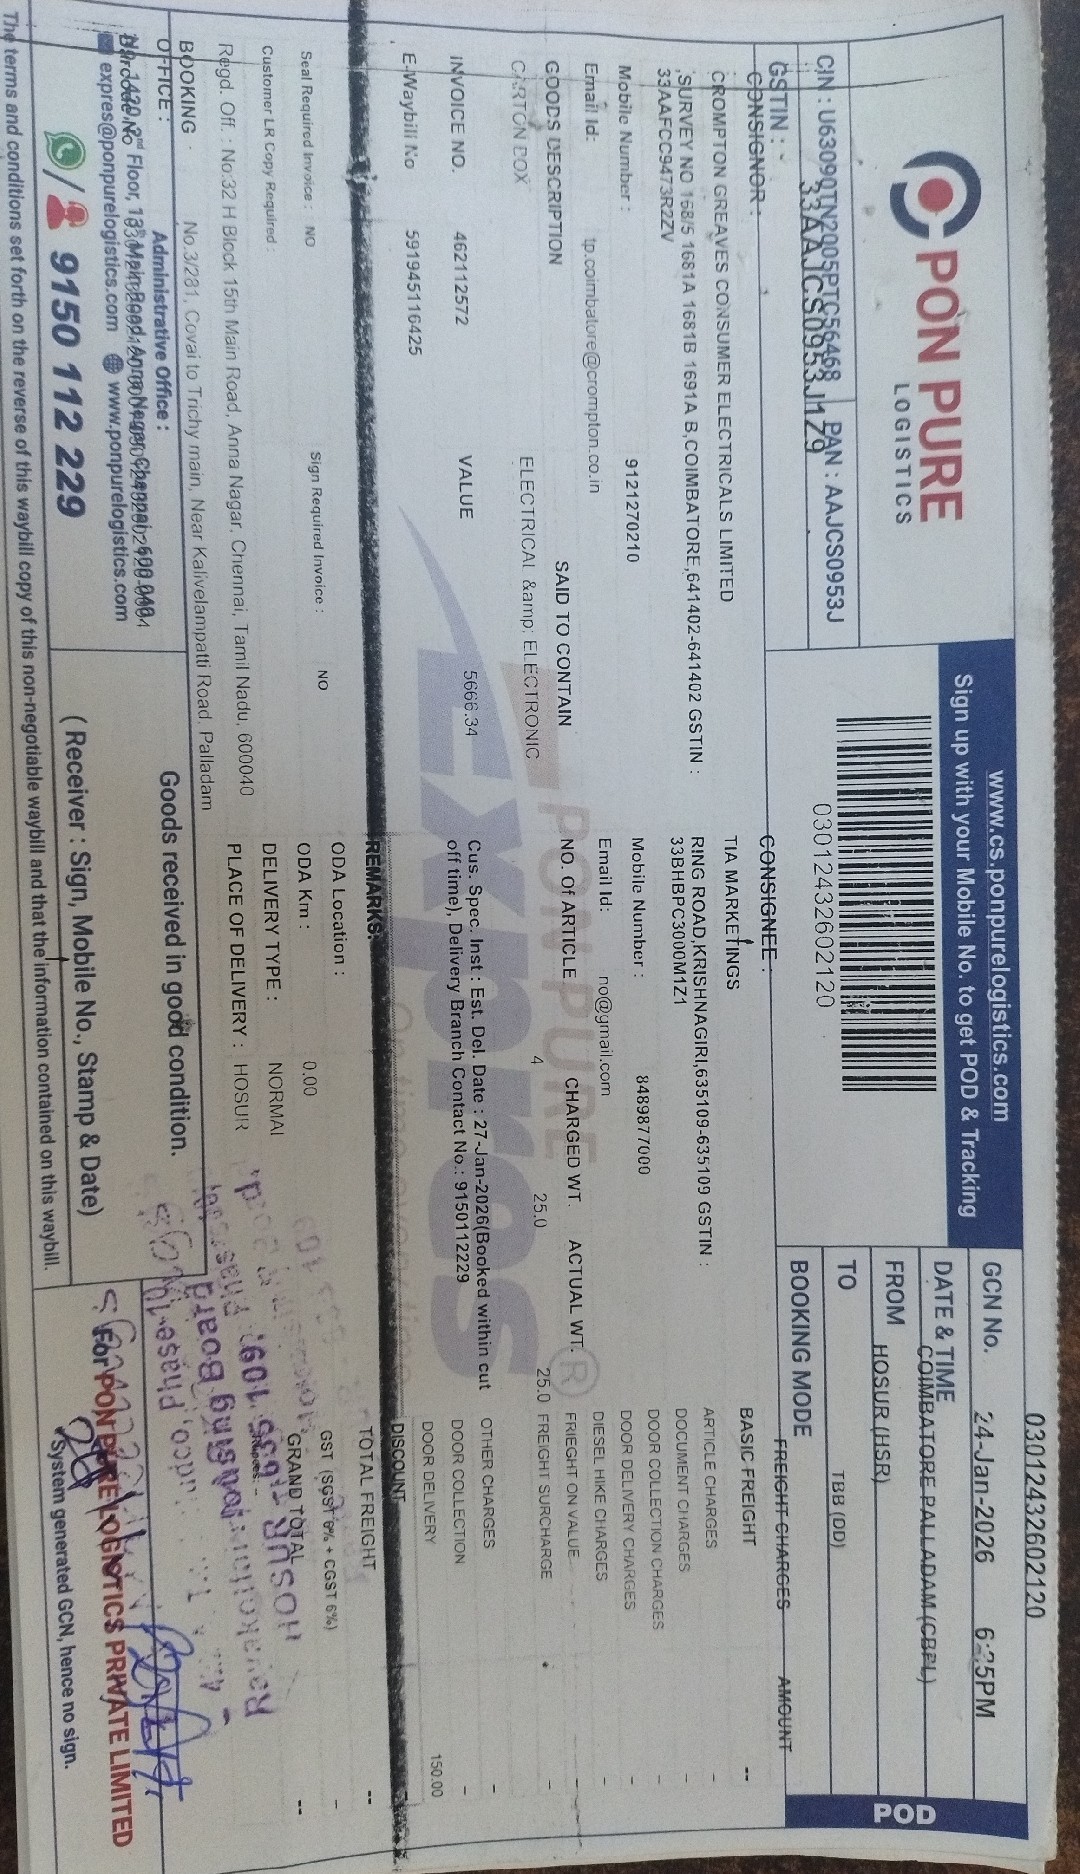 03012432602120
PON PURE
LOGISTICS
www.cs.ponpurelogistics.com
Sign up with your Mobile No. to get POD & Tracking
03012432602120
GCN No. 24-Jan-2026
DATE & TIME
COIMBATORE PALLADAM (CBPL)
FROM HOSUR (HSR)
TO TBB (DD)
BOOKING MODE
POD
CIN : U63090TN2005PTC56468 PAN : AAJCS0953J
GSTIN : 33AAJCS0953J1Z9
CONSIGNOR :
CROMPTON GREAVES CONSUMER ELECTRICALS LIMITED
,SURVEY NO 168/5 1681A 1681B 1691A B,COIMBATORE,641402-641402 GSTIN :
33AAFCC9473R2ZV
Mobile Number : 9121270210
Email Id: tp.coimbatore@crompton.co.in
CONSIGNEE :
TIA MARKETINGS
RING ROAD,KRISHNAGIRI,635109-635109 GSTIN :
33BHBPC3000M1Z1
Mobile Number : 8489877000
Email Id: no@gmail.com
GOODS DESCRIPTION SAID TO CONTAIN NO. Of ARTICLE CHARGED WT. ACTUAL WT.
CARTON BOX ELECTRICAL &amp; ELECTRONIC 4 25.0 25.0
INVOICE NO. 462112572 VALUE 5666.34
E-Waybill No 591945116425
Cus. Spec. Inst : Est. Del. Date : 27-Jan-2026(Booked within cut
off time), Delivery Branch Contact No.: 9150112229
PON PURE
Expres
FREIGHT CHARGES AMOUNT
BASIC FREIGHT --
ARTICLE CHARGES -
DOCUMENT CHARGES -
DOOR COLLECTION CHARGES -
DOOR DELIVERY CHARGES -
DIESEL HIKE CHARGES -
FRIEGHT ON VALUE -
FREIGHT SURCHARGE -
OTHER CHARGES -
DOOR COLLECTION -
DOOR DELIVERY 150.00
DISCOUNT
TOTAL FREIGHT --
GST (SGST 9% + CGST 6%) -
GRAND TOTAL --
REMARKS:
Seal Required Invoice : NO Sign Required Invoice : NO
Customer LR Copy Required :
ODA Location :
ODA Km : 0.00
DELIVERY TYPE : NORMAL
PLACE OF DELIVERY : HOSUR
Regd. Off. : No:32 H Block 15th Main Road, Anna Nagar, Chennai, Tamil Nadu, 600040
BOOKING No.3/281, Covai to Trichy main, Near Kalivelampatti Road, Palladam
OFFICE :
Administrative Office :
expres@ponpurelogistics.com www.ponpurelogistics.com
9150 112 229
Goods received in good condition.
( Receiver : Sign, Mobile No., Stamp & Date)
Housing Board
Phase
HOSUR - 635 109.
For PON PURE LOGISTICS PRIVATE LIMITED
System generated GCN, hence no sign.
The terms and conditions set forth on the reverse of this waybill copy of this non-negotiable waybill and that the information contained on this waybill.